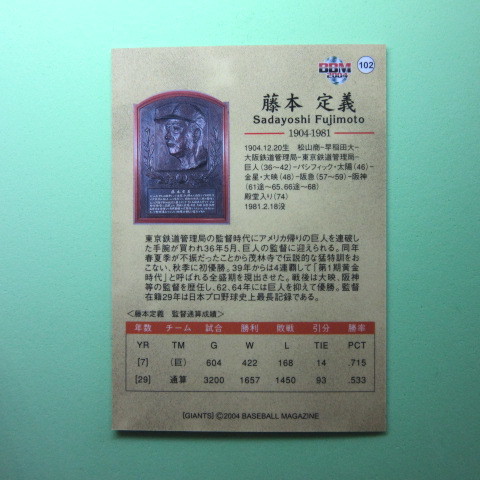 BBM
2004
102
藤本 定義
Sadayoshi Fujimoto
1904-1981
1904.12.20生 松山商−早稲田大−
大阪鉄道管理局−東京鉄道管理局−
巨人(36〜42)−パシフィック・太陽(46)−
金星・大映(48)−阪急(57〜59)−阪神
(61途〜65、66途〜68)
殿堂入り(74)
1981.2.18没
東京鉄道管理局の監督時代にアメリカ帰りの巨人を連破し
た手腕が買われ36年5月、巨人の監督に迎えられる。同年
春夏季が不振だったことから茂林寺で伝説的な猛特訓をお
こない、秋季に初優勝。39年からは4連覇して「第1期黄金
時代」と呼ばれる全盛期を現出させた。戦後は大映、阪神
等の監督を歴任し、62、64年には巨人を抑えて優勝。監督
在籍29年は日本プロ野球史上最長記録である。
<藤本定義 監督通算成績>
年数 チーム 試合 勝利 敗戦 引分 勝率
YR TM G W L TIE PCT
[7] (巨) 604 422 168 14 .715
[29] 通算 3200 1657 1450 93 .533
[GIANTS] ©2004 BASEBALL MAGAZINE